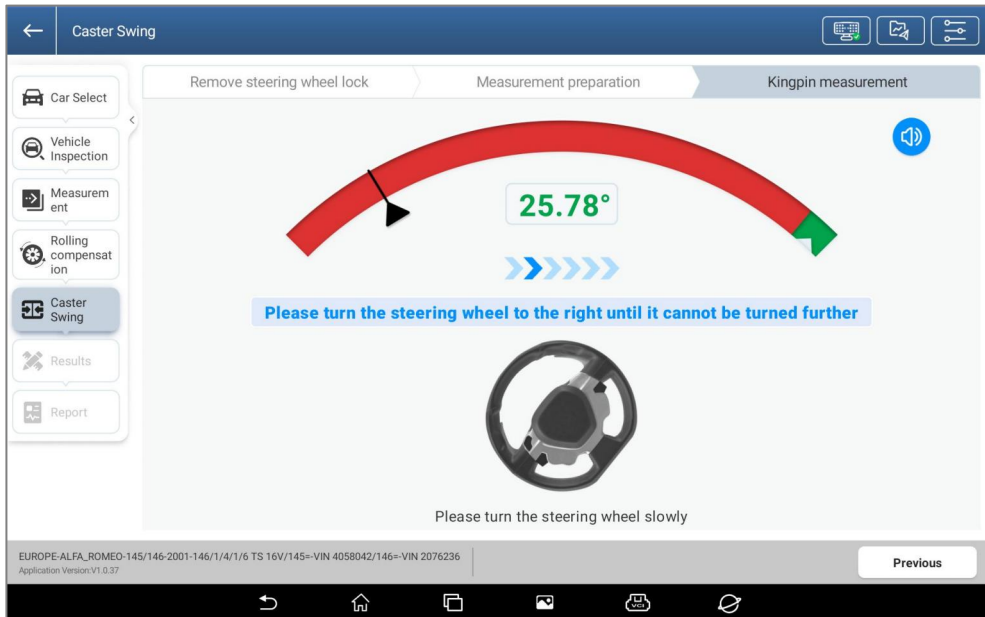 Caster Swing
Car Select
Vehicle
Inspection
Measurem
ent
Rolling
compensat
ion
Caster
Swing
Results
Report
Remove steering wheel lock
Measurement preparation
Kingpin measurement
25.78°
Please turn the steering wheel to the right until it cannot be turned further
Please turn the steering wheel slowly
EUROPE-ALFA_ROMEO-145/146-2001-146/1/4/1/6 TS 16V/145=-VIN 4058042/146=-VIN 2076236
Application Version:V1.0.37
Previous
VCI